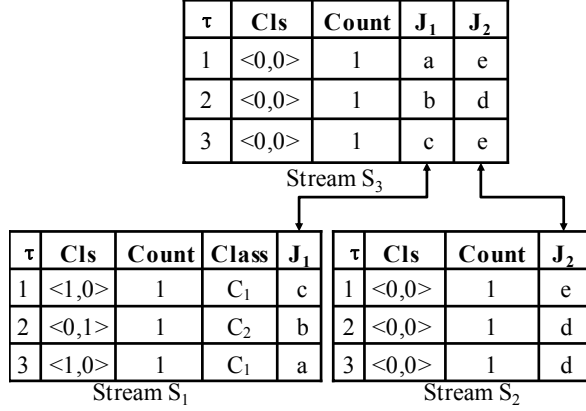 τ Cls Count J1 J2
1 <0,0> 1 a e
2 <0,0> 1 b d
3 <0,0> 1 c e
Stream S3
τ Cls Count Class J1
1 <1,0> 1 C1 c
2 <0,1> 1 C2 b
3 <1,0> 1 C1 a
Stream S1
τ Cls Count J2
1 <0,0> 1 e
2 <0,0> 1 d
3 <0,0> 1 d
Stream S2